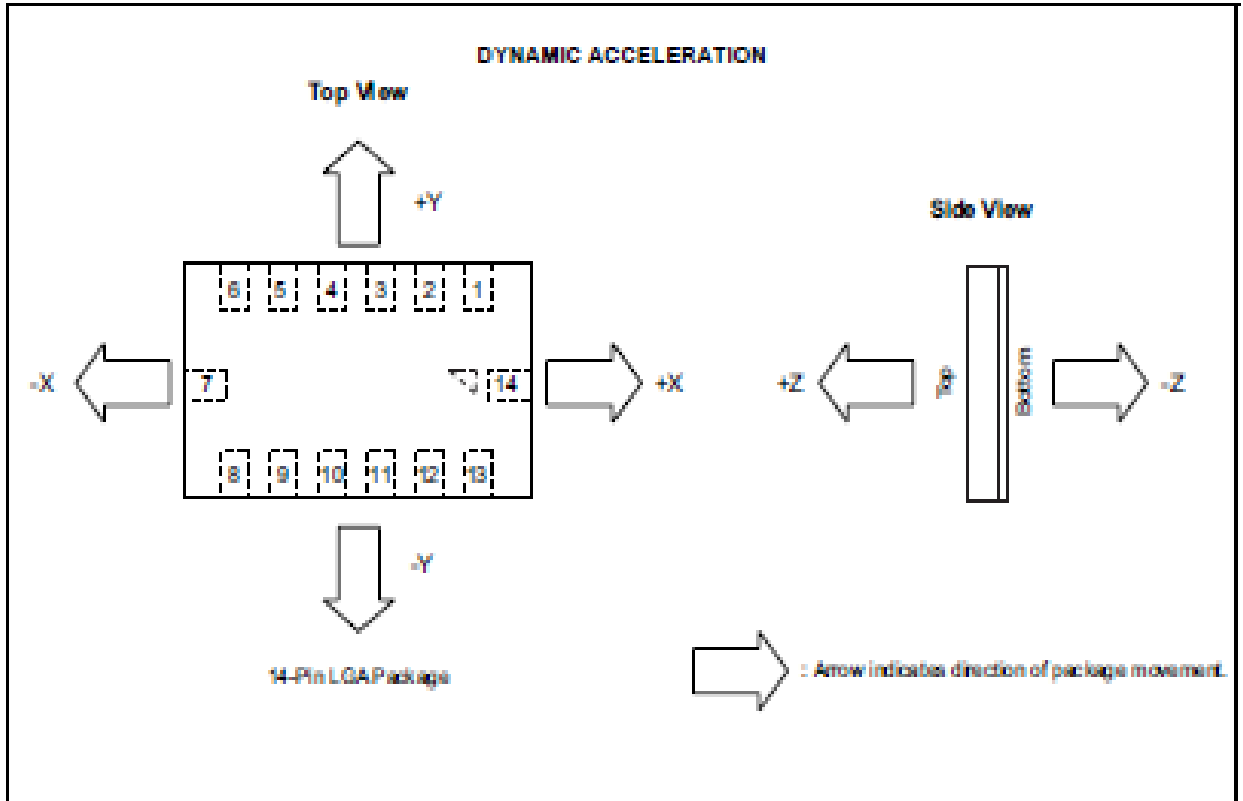 DYNAMIC ACCELERATION
Top View
+Y
Side View
6 5 4 3 2 1
-X
7
14
+X
+Z
Top
Bottom
-Z
8 9 10 11 12 13
-Y
14-Pin LGA Package
: Arrow indicates direction of package movement.